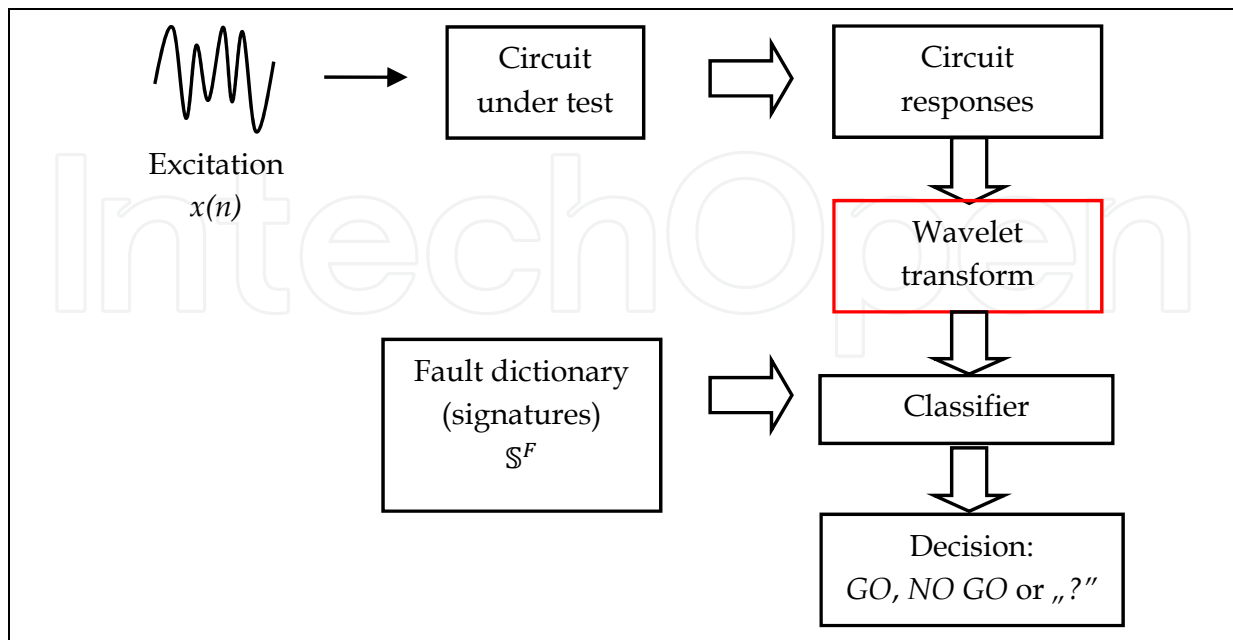 Excitation
x(n)
Circuit
under test
Circuit
responses
Wavelet
transform
Fault dictionary
(signatures)
𝕊^F
Classifier
Decision:
GO, NO GO or „?”
IntechOpen